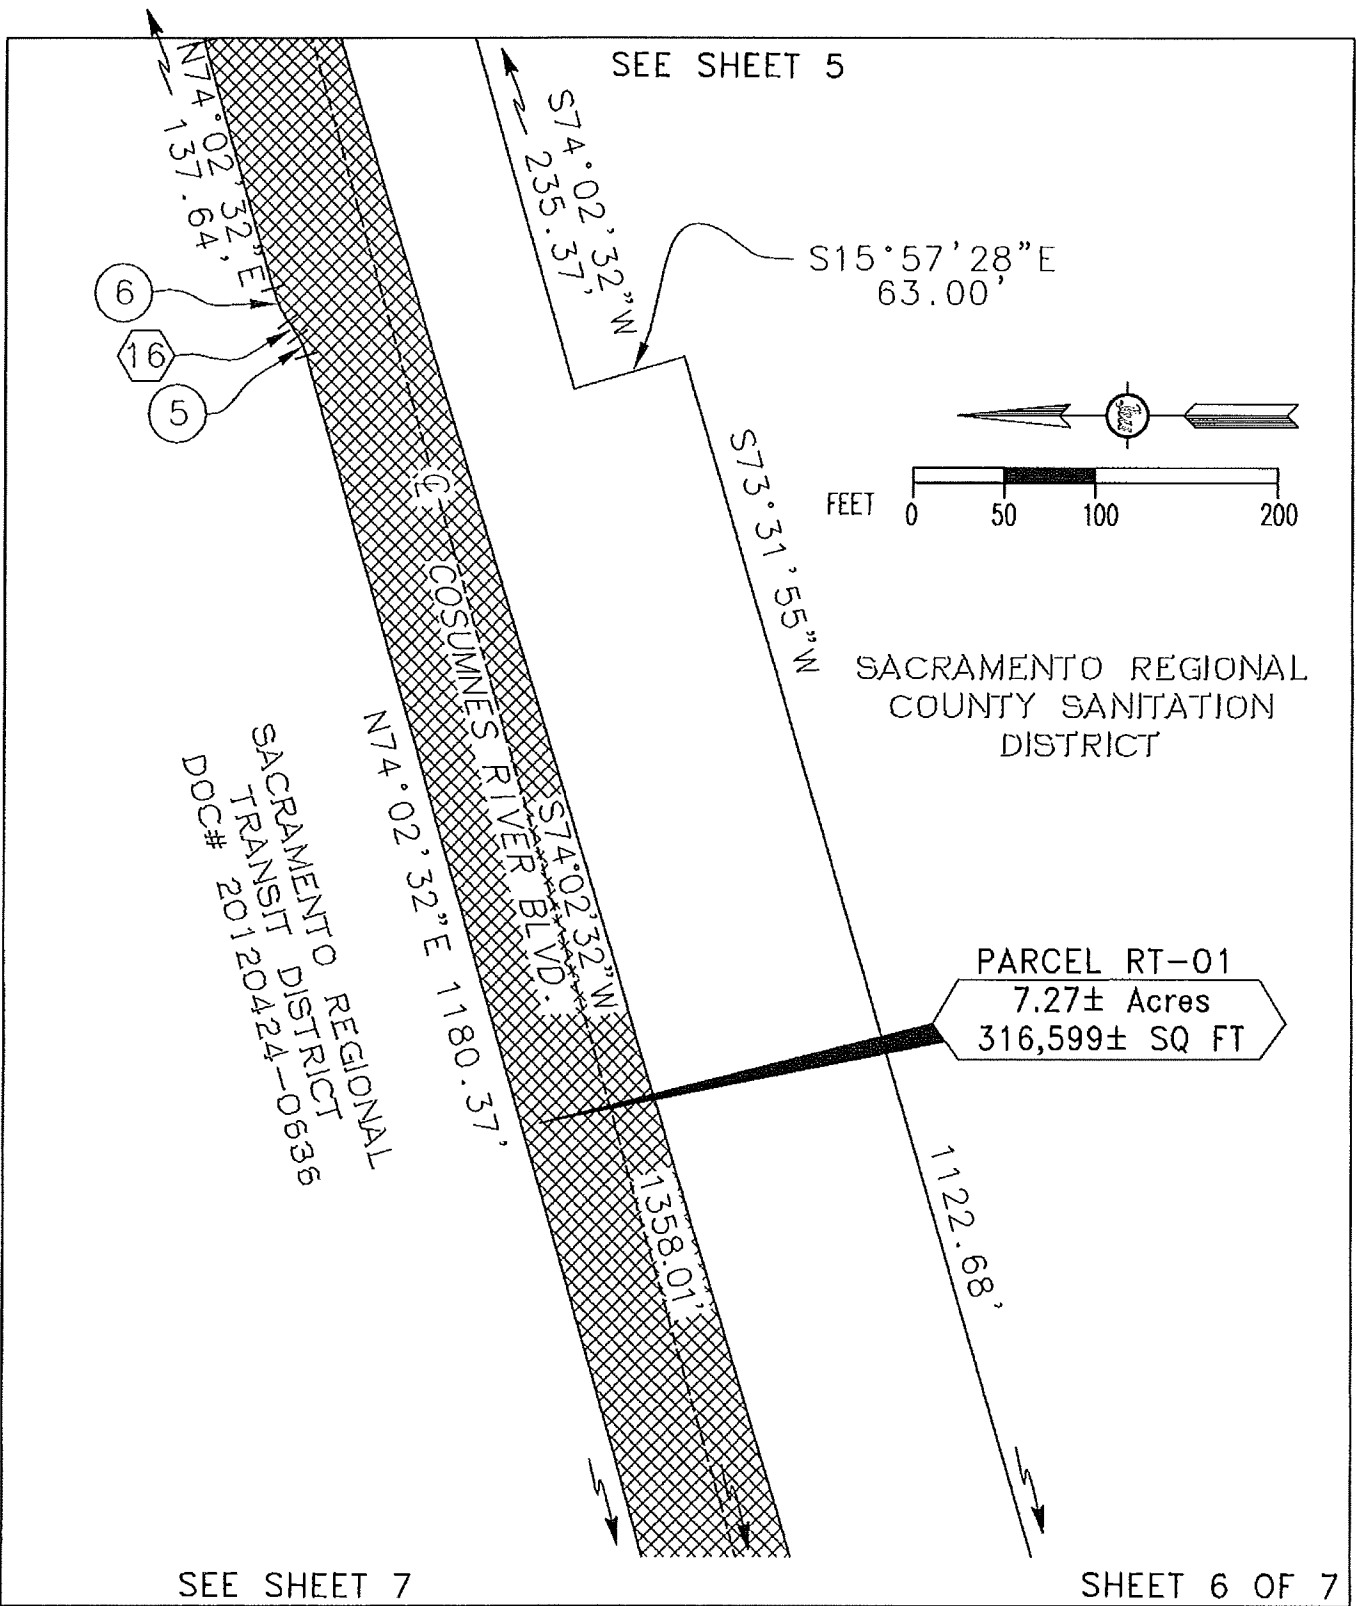 SEE SHEET 5
N74°02'32"E
137.64'
S74°02'32"W
235.37'
S15°57'28"E
63.00'
6
16
5
FEET
0 50 100 200
S73°31'55"W
1122.68'
SACRAMENTO REGIONAL
COUNTY SANITATION
DISTRICT
℄ COSUMNES RIVER BLVD.
S74°02'32"W
1358.01'
N74°02'32"E 1180.37'
SACRAMENTO REGIONAL
TRANSIT DISTRICT
DOC# 20120424-0636
PARCEL RT-01
7.27± Acres
316,599± SQ FT
SEE SHEET 7
SHEET 6 OF 7